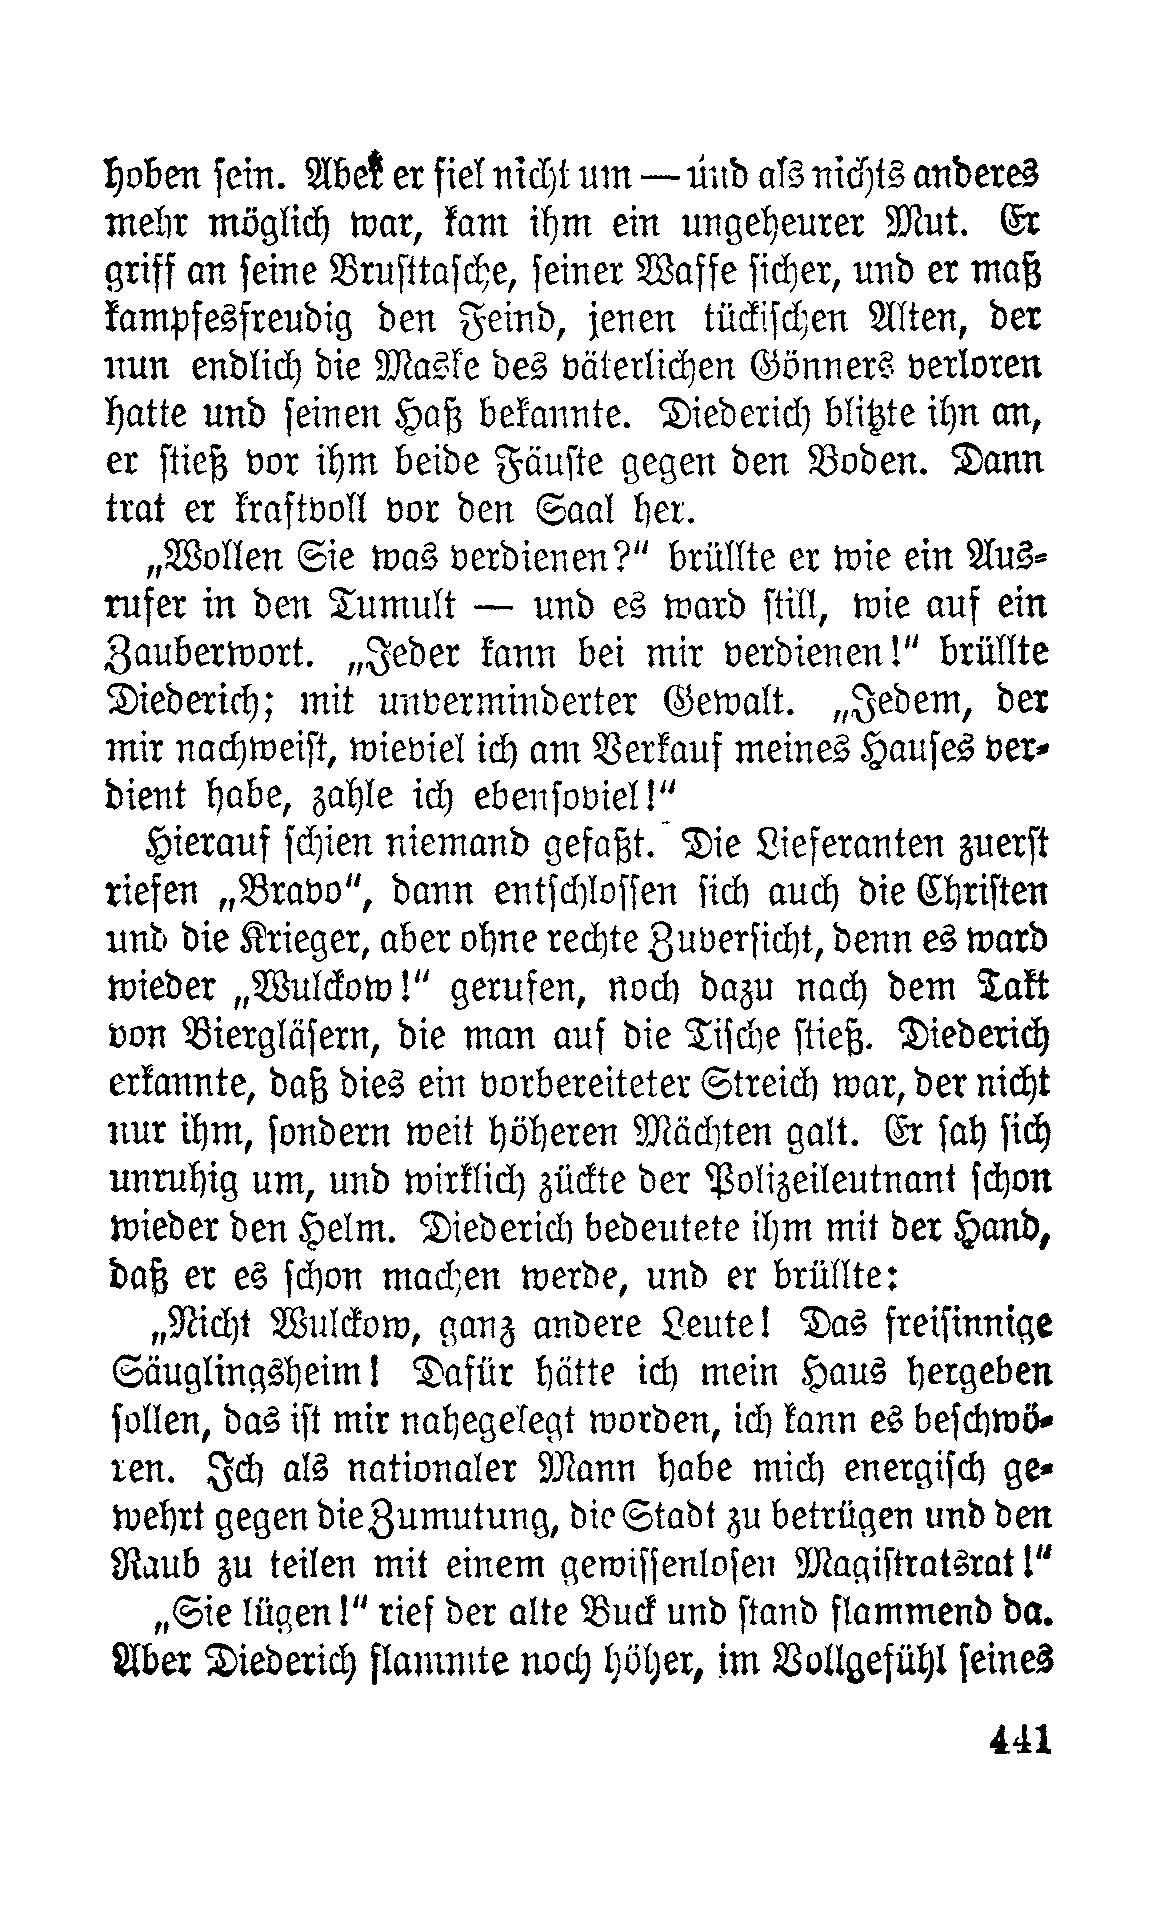 hoben sein. Aber er fiel nicht um — und als nichts anderes
mehr möglich war, kam ihm ein ungeheurer Mut. Er
griff an seine Brusttasche, seiner Waffe sicher, und er maß
kampfesfreudig den Feind, jenen tückischen Alten, der
nun endlich die Maske des väterlichen Gönners verloren
hatte und seinen Haß bekannte. Diederich blitzte ihn an,
er stieß vor ihm beide Fäuste gegen den Boden. Dann
trat er kraftvoll vor den Saal her.
„Wollen Sie was verdienen?“ brüllte er wie ein Aus-
rufer in den Tumult — und es ward still, wie auf ein
Zauberwort. „Jeder kann bei mir verdienen!“ brüllte
Diederich; mit unverminderter Gewalt. „Jedem, der
mir nachweist, wieviel ich am Verkauf meines Hauses ver-
dient habe, zahle ich ebensoviel!“
Hierauf schien niemand gefaßt. Die Lieferanten zuerst
riefen „Bravo“, dann entschlossen sich auch die Christen
und die Krieger, aber ohne rechte Zuversicht, denn es ward
wieder „Wulckow!“ gerufen, noch dazu nach dem Takt
von Biergläsern, die man auf die Tische stieß. Diederich
erkannte, daß dies ein vorbereiteter Streich war, der nicht
nur ihm, sondern weit höheren Mächten galt. Er sah sich
unruhig um, und wirklich zückte der Polizeileutnant schon
wieder den Helm. Diederich bedeutete ihm mit der Hand,
daß er es schon machen werde, und er brüllte:
„Nicht Wulckow, ganz andere Leute! Das freisinnige
Säuglingsheim! Dafür hätte ich mein Haus hergeben
sollen, das ist mir nahegelegt worden, ich kann es beschwö-
ren. Ich als nationaler Mann habe mich energisch ge-
wehrt gegen die Zumutung, die Stadt zu betrügen und den
Raub zu teilen mit einem gewissenlosen Magistratsrat!“
„Sie lügen!“ rief der alte Buck und stand flammend da.
Aber Diederich flammte noch höher, im Vollgefühl seines
441